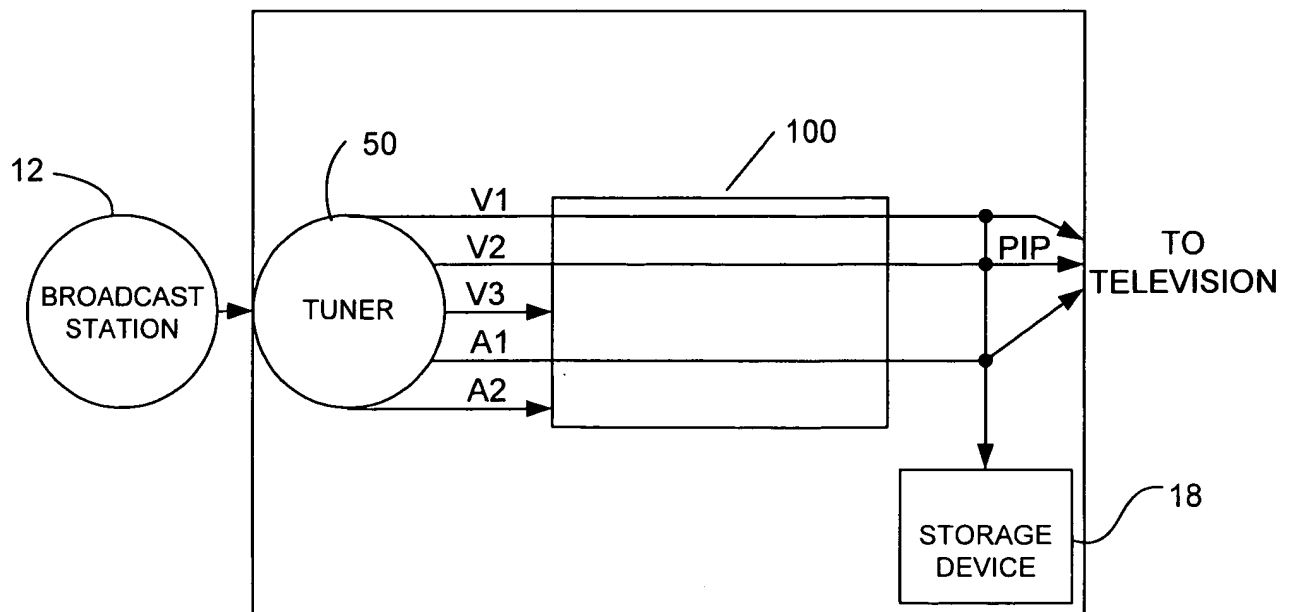 12
50
100
BROADCAST
STATION
TUNER
V1
V2
V3
A1
A2
PIP
TO
TELEVISION
18
STORAGE
DEVICE